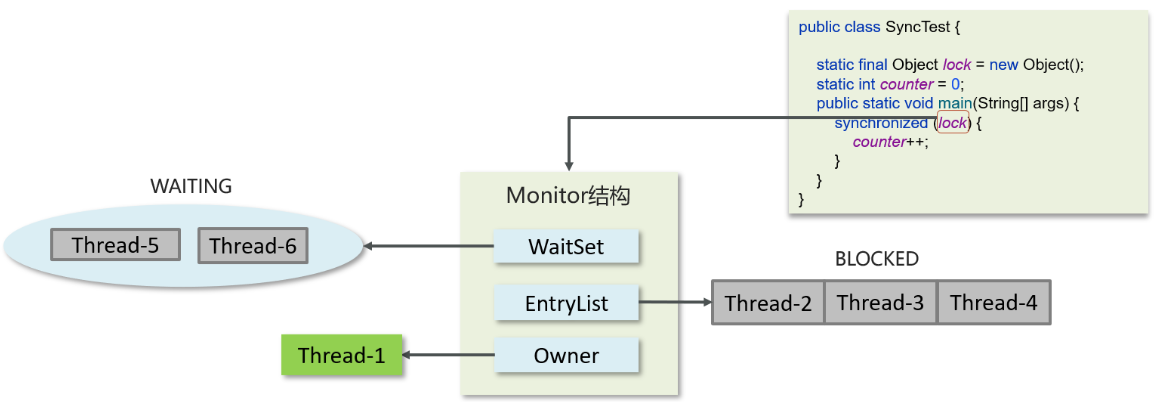 public class SyncTest {
static final Object lock = new Object();
static int counter = 0;
public static void main(String[] args) {
synchronized (lock) {
counter++;
}
}
}
Monitor结构
WaitSet
EntryList
Owner
WAITING
Thread-5
Thread-6
BLOCKED
Thread-2
Thread-3
Thread-4
Thread-1